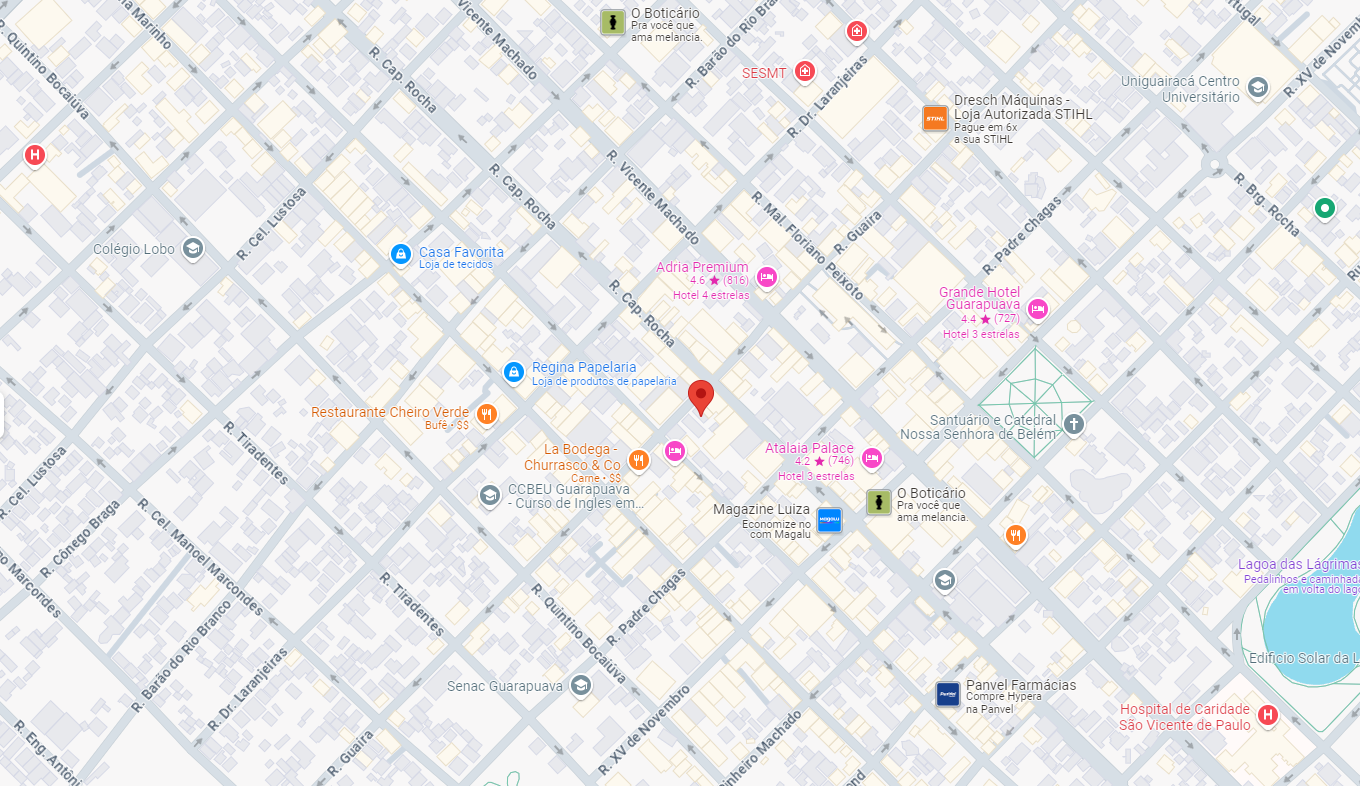 O Boticário
Pra você que
ama melancia.
Marinho
R. Quintino Bocaiúva
R. Cap. Rocha
Vicente Machado
R. Barão do Rio Bra
R. Dr. Laranjeiras
SESMT
Portugal
R. XV de Novembro
Uniguairacá Centro
Universitário
Dresch Máquinas -
Loja Autorizada STIHL
Pague em 6x
a sua STIHL
STIHL
H
R. Cel. Lustosa
Colégio Lobo
Casa Favorita
Loja de tecidos
R. Cap. Rocha
R. Vicente Machado
R. Mal. Floriano Peixoto
R. Guaíra
R. Padre Chagas
R. Brg. Rocha
Adria Premium
4.6 ★ (816)
Hotel 4 estrelas
Grande Hotel
Guarapuava
4.4 ★ (727)
Hotel 3 estrelas
R. Cap. Rocha
Regina Papelaria
Loja de produtos de papelaria
Restaurante Cheiro Verde
Bufê • $$
Santuário e Catedral
Nossa Senhora de Belém
R. Tiradentes
La Bodega -
Churrasco & Co
Carne • $$
Atalaia Palace
4.2 ★ (746)
Hotel 3 estrelas
CCBEU Guarapuava
- Curso de Inglês em...
O Boticário
Pra você que
ama melancia.
Magazine Luiza
Economize no
com Magalu
Magalu
R. Cel. Lustosa
R. Cônego Braga
R. Cel. Manoel Marcondes
o Marcondes
Lagoa das Lágrimas
Pedalinhos e caminhada
em volta do lago
R. Tiradentes
R. Quintino Bocaiúva
R. Padre Chagas
R. Barão do Rio Branco
R. Dr. Laranjeiras
Edifício Solar da L
Senac Guarapuava
Panvel Farmácias
Compre Hypera
na Panvel
Panvel
Hospital de Caridade
São Vicente de Paulo
H
R. Eng. Antôni
R. Guaíra
R. XV de Novembro
Pinheiro Machado